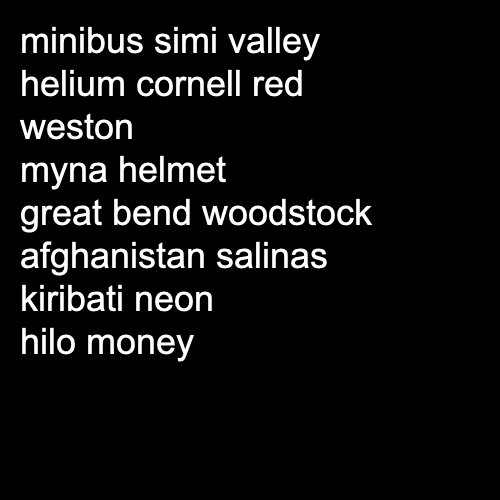 minibus simi valley
helium cornell red
weston
myna helmet
great bend woodstock
afghanistan salinas
kiribati neon
hilo money